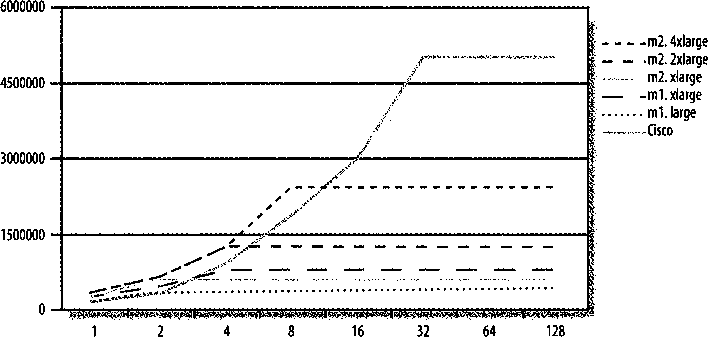 6000000
4500000
3000000
1500000
0
1 2 4 8 16 32 64 128
m2. 4xlarge
m2. 2xlarge
m2. xlarge
m1. xlarge
m1. large
Cisco